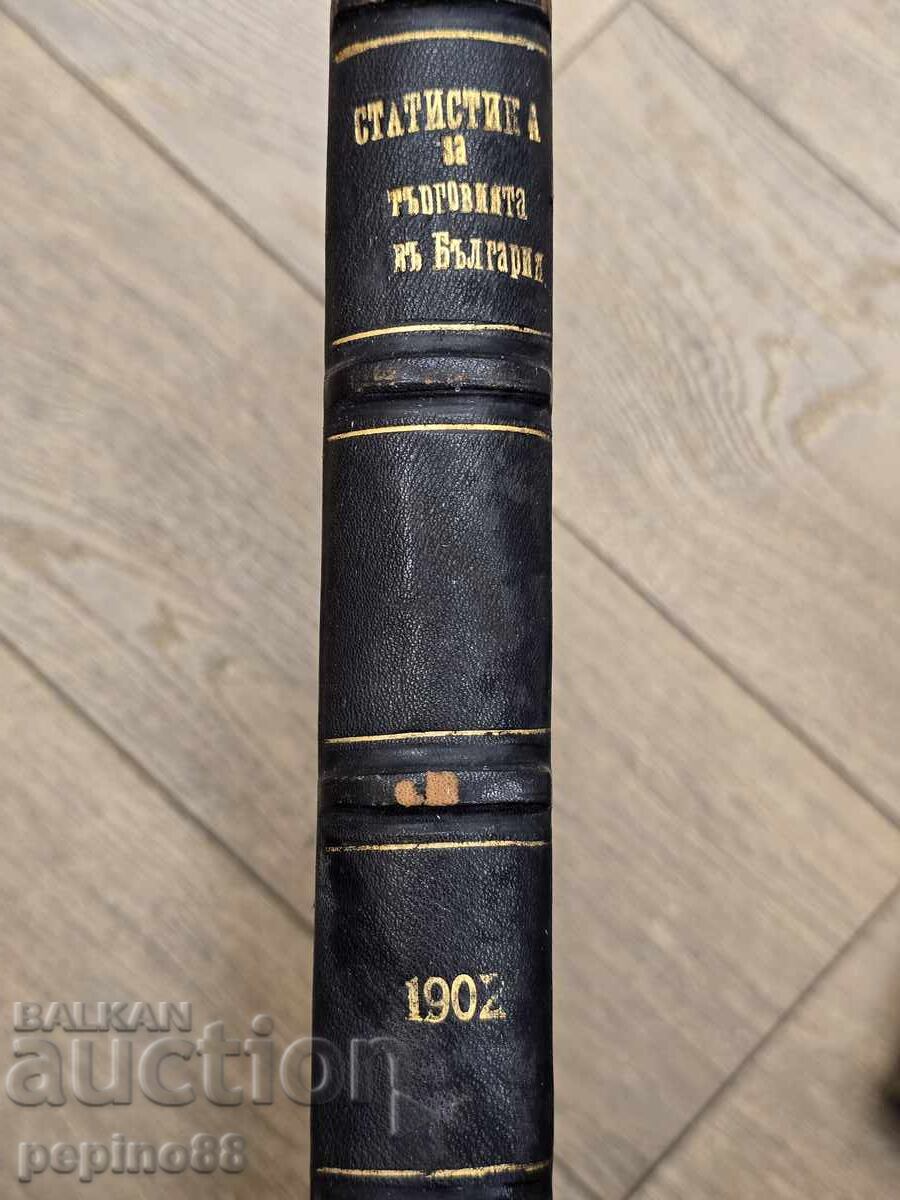 СТАТИСТИКА
за
търговията
въ България
1902
BALKAN
auction
pepino88